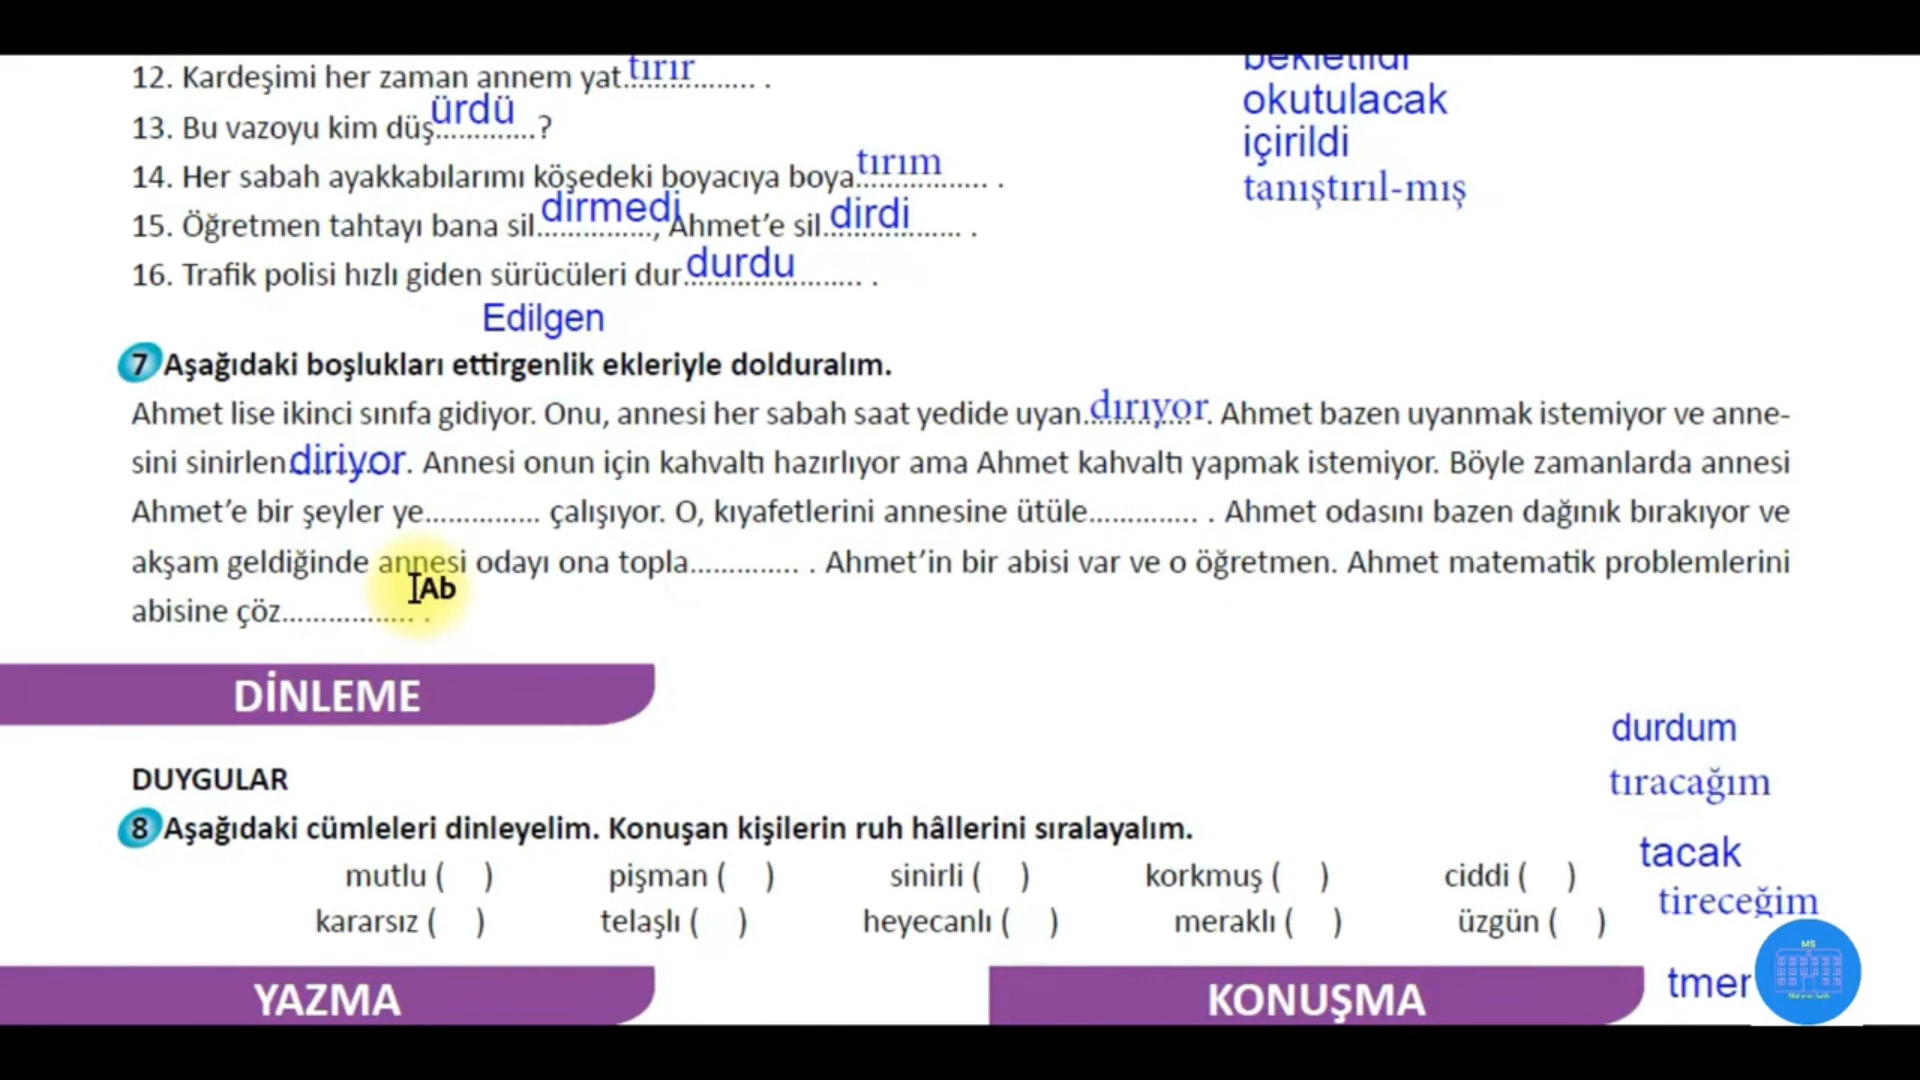 12. Kardeşimi her zaman annem yat tırır ................. .
bekletildi
13. Bu vazoyu kim düş ürdü .............?
okutulacak
içirildi
14. Her sabah ayakkabılarımı köşedeki boyacıya boya tırım ................. .
tanıştırıl-mış
15. Öğretmen tahtayı bana sil dirmedi ..............., Ahmet’e sil dirdi .................. .
16. Trafik polisi hızlı giden sürücüleri dur durdu ....................... .
Edilgen
7 Aşağıdaki boşlukları ettirgenlik ekleriyle dolduralım.
Ahmet lise ikinci sınıfa gidiyor. Onu, annesi her sabah saat yedide uyan dırıyor ............... . Ahmet bazen uyanmak istemiyor ve anne-
sini sinirlen diriyor ............... . Annesi onun için kahvaltı hazırlıyor ama Ahmet kahvaltı yapmak istemiyor. Böyle zamanlarda annesi
Ahmet’e bir şeyler ye............... çalışıyor. O, kıyafetlerini annesine ütüle.............. . Ahmet odasını bazen dağınık bırakıyor ve
akşam geldiğinde annesi odayı ona topla.............. . Ahmet’in bir abisi var ve o öğretmen. Ahmet matematik problemlerini
Ab
abisine çöz................. .
DİNLEME
durdum
DUYGULAR
tıracağım
8 Aşağıdaki cümleleri dinleyelim. Konuşan kişilerin ruh hâllerini sıralayalım.
tacak
mutlu ( ) pişman ( ) sinirli ( ) korkmuş ( ) ciddi ( )
tireceğim
kararsız ( ) telaşlı ( ) heyecanlı ( ) meraklı ( ) üzgün ( )
MS
tmer
YAZMA KONUŞMA